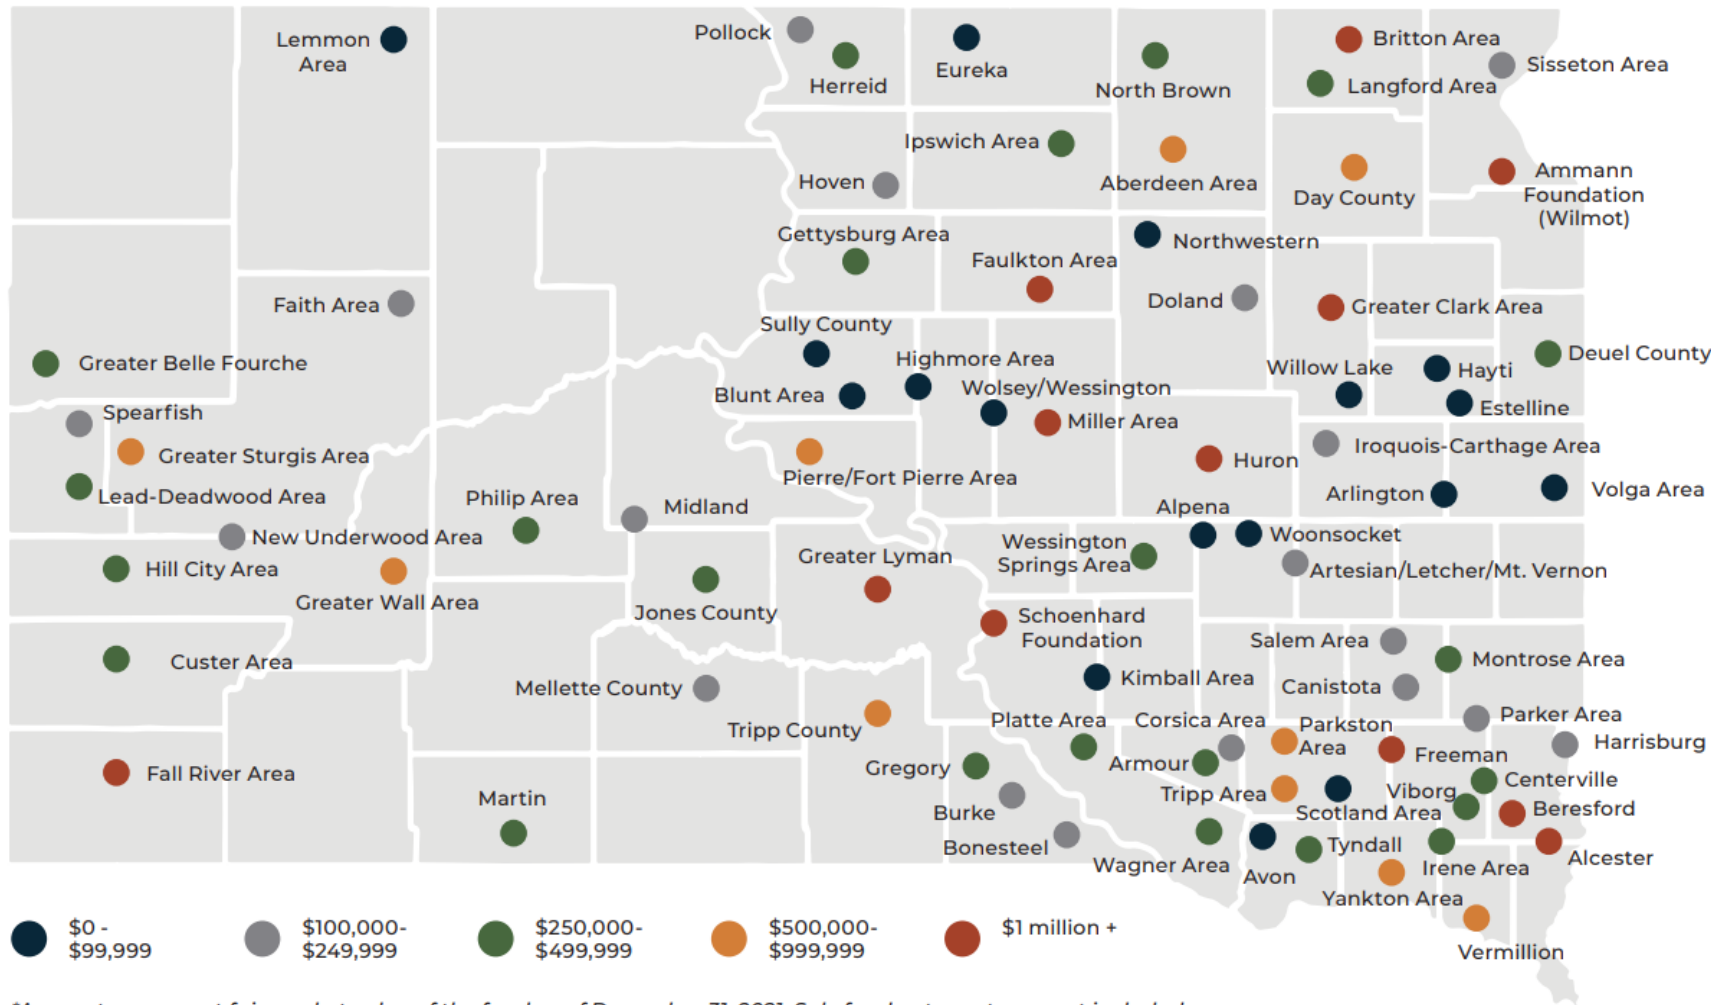 Lemmon
Area
Pollock
Herreid
Eureka
North Brown
Britton Area
Sisseton Area
Langford Area
Ipswich Area
Hoven
Aberdeen Area
Day County
Ammann
Foundation
(Wilmot)
Gettysburg Area
Faulkton Area
Northwestern
Faith Area
Doland
Greater Clark Area
Sully County
Greater Belle Fourche
Highmore Area
Willow Lake
Hayti
Deuel County
Blunt Area
Wolsey/Wessington
Estelline
Spearfish
Miller Area
Greater Sturgis Area
Huron
Iroquois-Carthage Area
Pierre/Fort Pierre Area
Lead-Deadwood Area
Philip Area
Midland
Alpena
Arlington
Volga Area
New Underwood Area
Woonsocket
Wessington
Springs Area
Hill City Area
Greater Lyman
Artesian/Letcher/Mt. Vernon
Greater Wall Area
Jones County
Schoenhard
Foundation
Salem Area
Custer Area
Montrose Area
Mellette County
Kimball Area
Canistota
Tripp County
Platte Area
Corsica Area
Parkston
Area
Parker Area
Harrisburg
Freeman
Fall River Area
Gregory
Armour
Centerville
Martin
Tripp Area
Viborg
Burke
Scotland Area
Beresford
Bonesteel
Tyndall
Alcester
Wagner Area
Avon
Irene Area
Yankton Area
Vermillion
$0 -
$99,999
$100,000-
$249,999
$250,000-
$499,999
$500,000-
$999,999
$1 million +